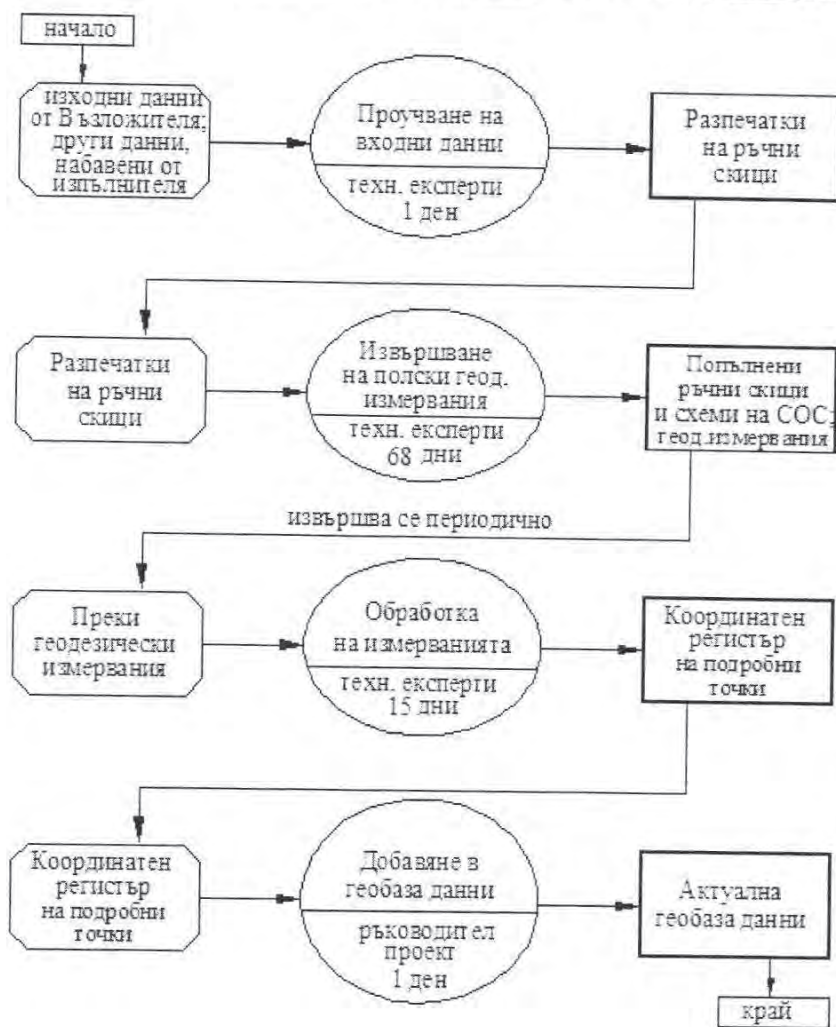 начало
изходни данни
от Възложителя;
други данни,
набавени от
изпълнителя
Проучване на
входни данни
техн. експерти
1 ден
Разпечатки
на ръчни
скици
Разпечатки
на ръчни
скици
Извършване
на полски геод.
измервания
техн. експерти
68 дни
Попълнени
ръчни скици
и схеми на СОС,
геод.измервания
извършва се периодично
Преки
геодезически
измервания
Обработка
на измерванията
техн. експерти
15 дни
Координатен
регистър
на подробни
точки
Координатен
регистър
на подробни
точки
Добавяне в
геобаза данни
ръководител
проект
1 ден
Актуална
геобаза данни
край